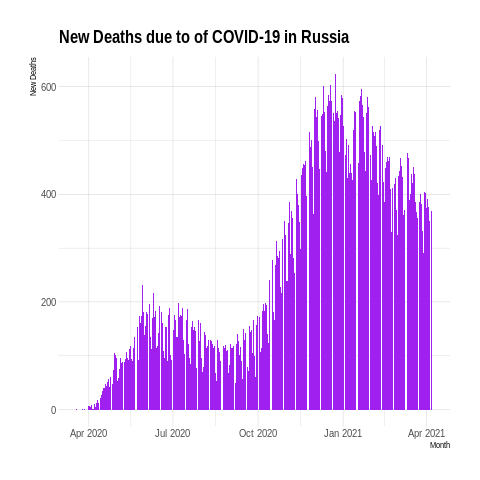 New Deaths due to of COVID-19 in Russia
New Deaths
600
400
200
0
Apr 2020 Jul 2020 Oct 2020 Jan 2021 Apr 2021
Month